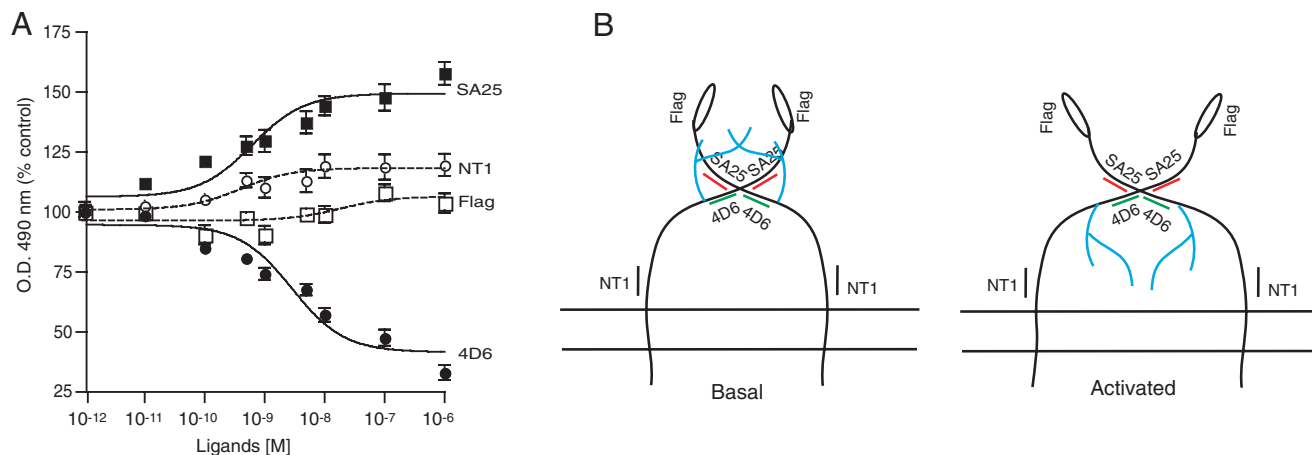 A
175
150
125
100
75
50
25
O.D. 490 nm (% control)
SA25
NT1
Flag
4D6
10-12
10-11
10-10
10-9
10-8
10-7
10-6
Ligands [M]
B
Flag
Flag
SA25
SA25
4D6
4D6
NT1
NT1
Basal
Flag
Flag
SA25
SA25
4D6
4D6
NT1
NT1
Activated